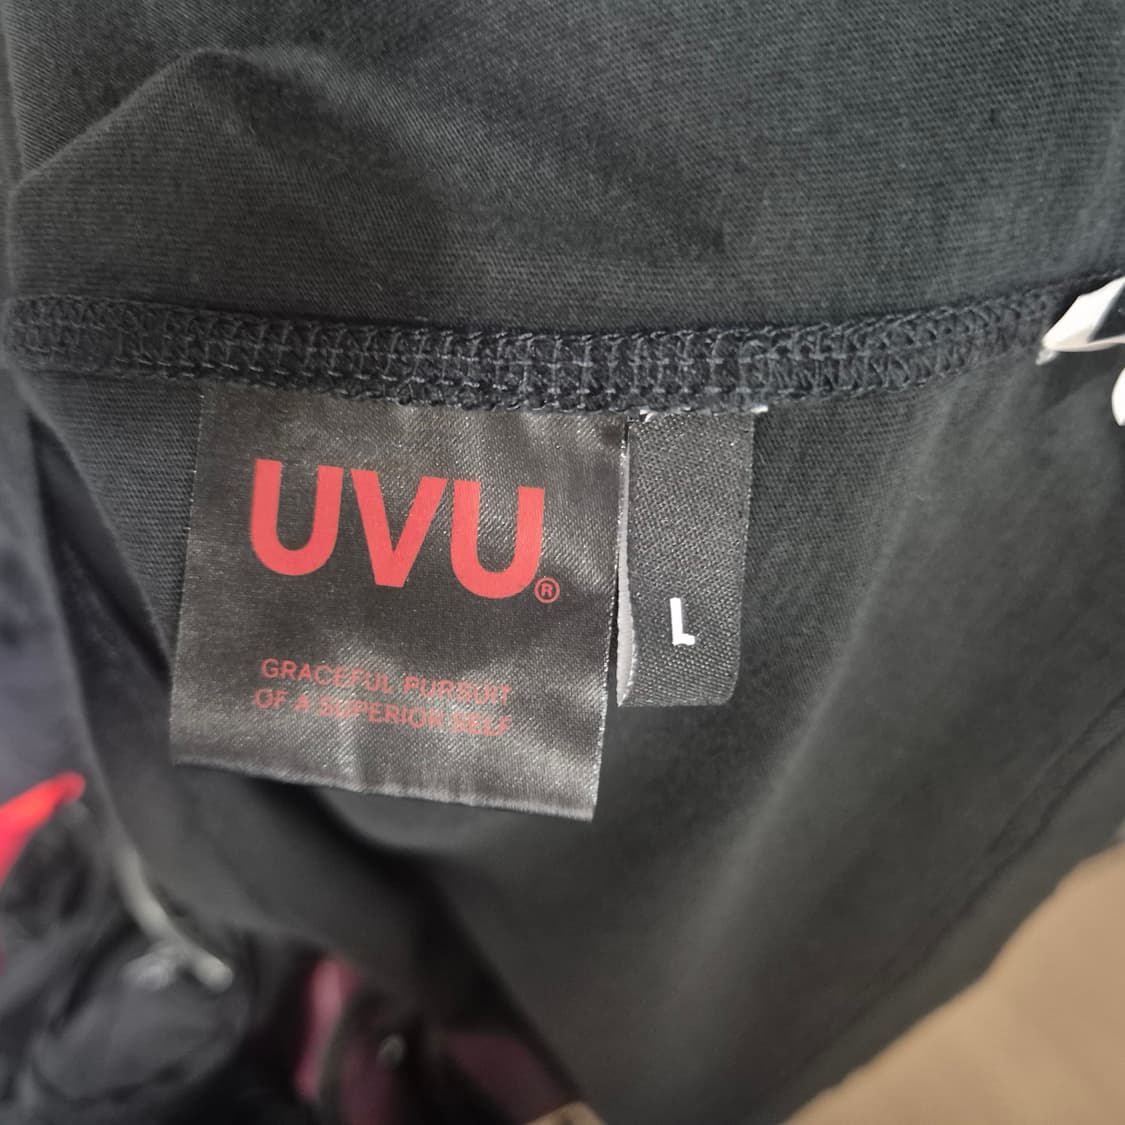 UVU®
GRACEFUL PURSUIT
OF A SUPERIOR SELF
L